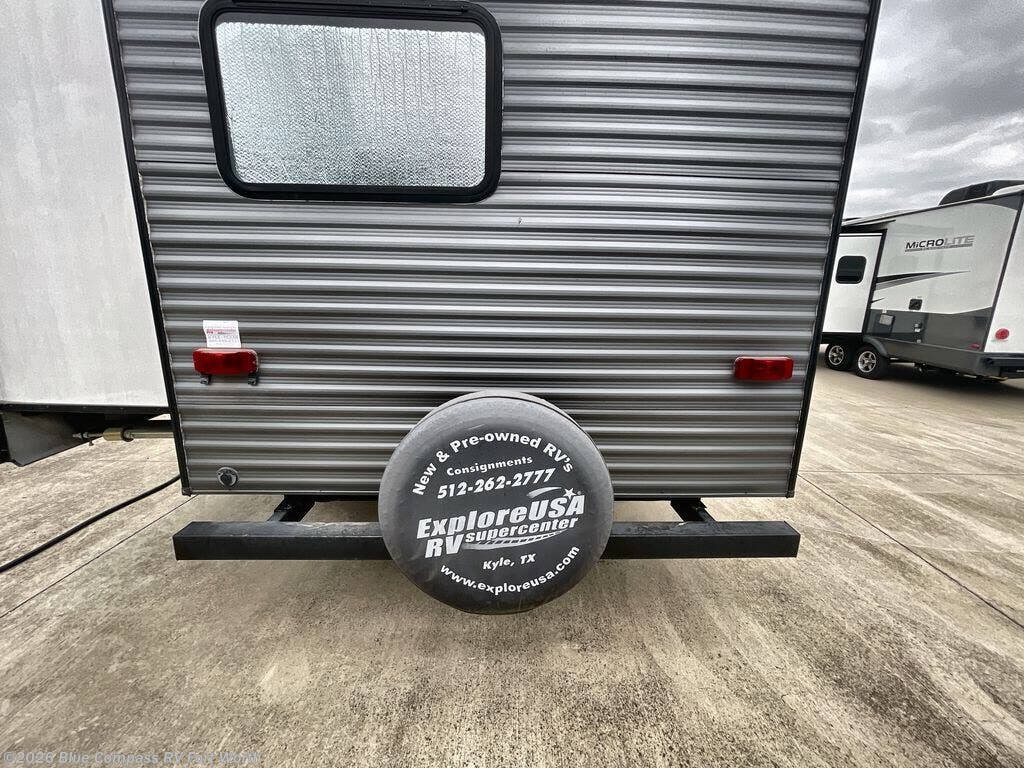 MiCROLITE
New & Pre-owned RV's
Consignments
512-262-2777
ExploreUSA®
RV supercenter
Kyle, TX
www.exploreusa.com
©2026 Blue Compass RV Fort Worth